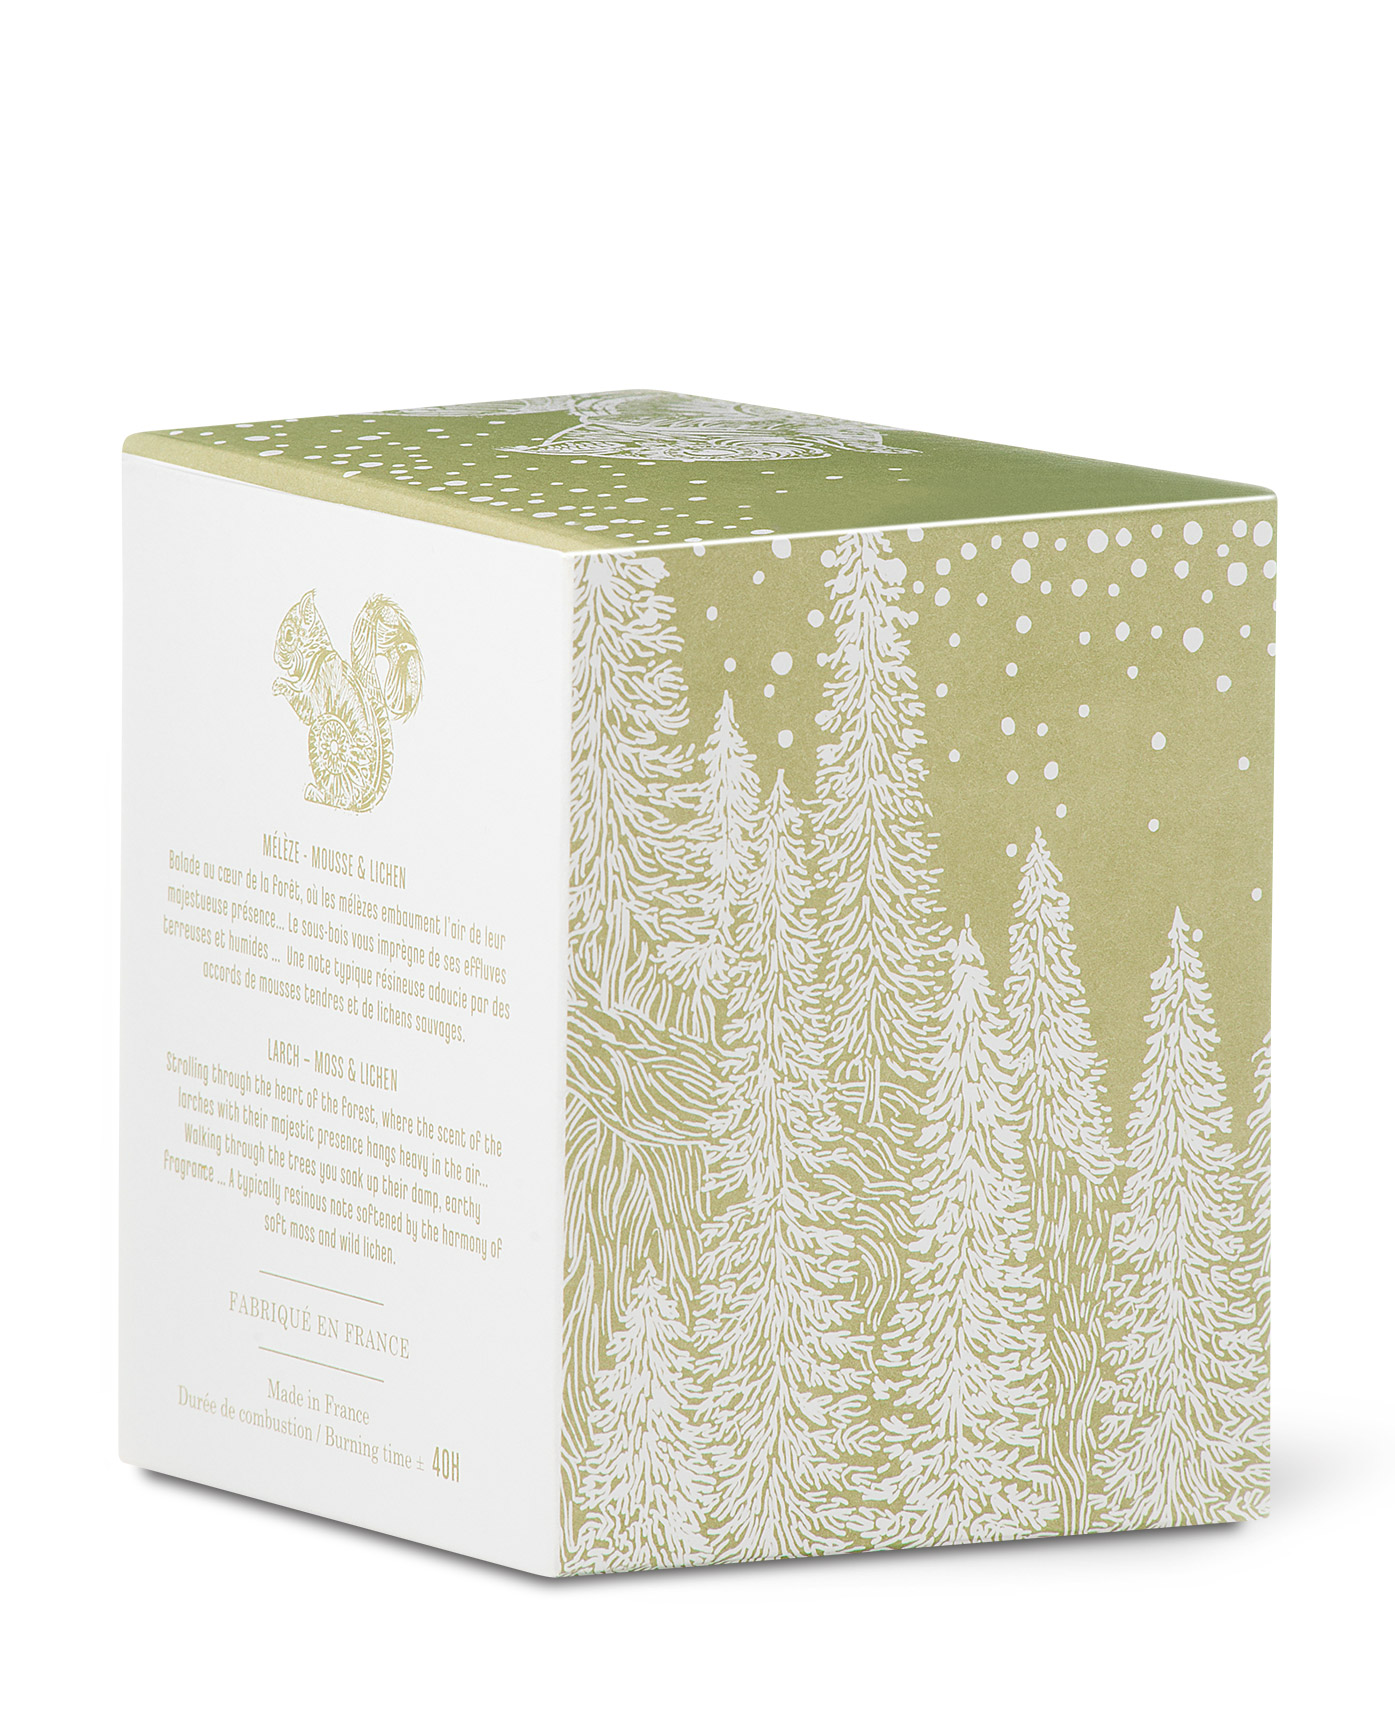 MÉLÈZE - MOUSSE & LICHEN
Balade au cœur de la forêt, où les mélèzes embaument l'air de leur
majestueuse présence... Le sous-bois vous imprègne de ses effluves
terreuses et humides ... Une note typique résineuse adoucie par des
accords de mousses tendres et de lichens sauvages.
LARCH – MOSS & LICHEN
Strolling through the heart of the forest, where the scent of the
larches with their majestic presence hangs heavy in the air...
Walking through the trees you soak up their damp, earthy
fragrance ... A typically resinous note softened by the harmony of
soft moss and wild lichen.
FABRIQUÉ EN FRANCE
Made in France
Durée de combustion / Burning time ± 40H